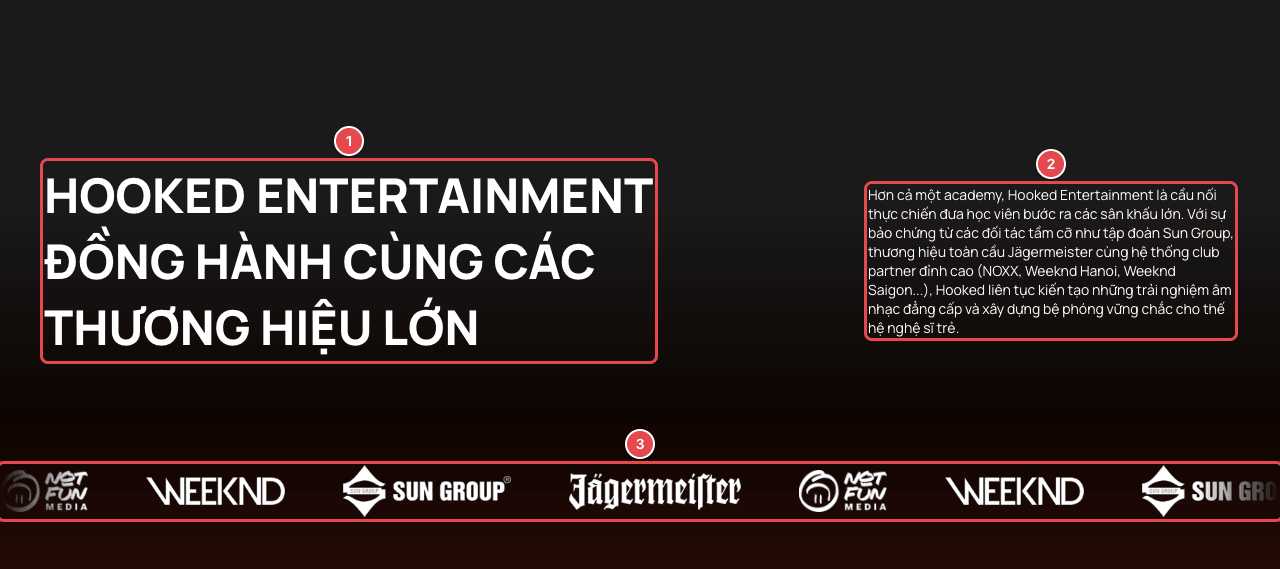 1
HOOKED ENTERTAINMENT
ĐỒNG HÀNH CÙNG CÁC
THƯƠNG HIỆU LỚN
2
Hơn cả một academy, Hooked Entertainment là cầu nối
thực chiến đưa học viên bước ra các sân khấu lớn. Với sự
bảo chứng từ các đối tác tầm cỡ như tập đoàn Sun Group,
thương hiệu toàn cầu Jägermeister cùng hệ thống club
partner đỉnh cao (NOXX, Weeknd Hanoi, Weeknd
Saigon...), Hooked liên tục kiến tạo những trải nghiệm âm
nhạc đẳng cấp và xây dựng bệ phóng vững chắc cho thế
hệ nghệ sĩ trẻ.
3
NET FUN MEDIA
WEEKND
SUN GROUP SUN GROUP®
Jägermeister
NET FUN MEDIA
WEEKND
SUN GROUP SUN GRO